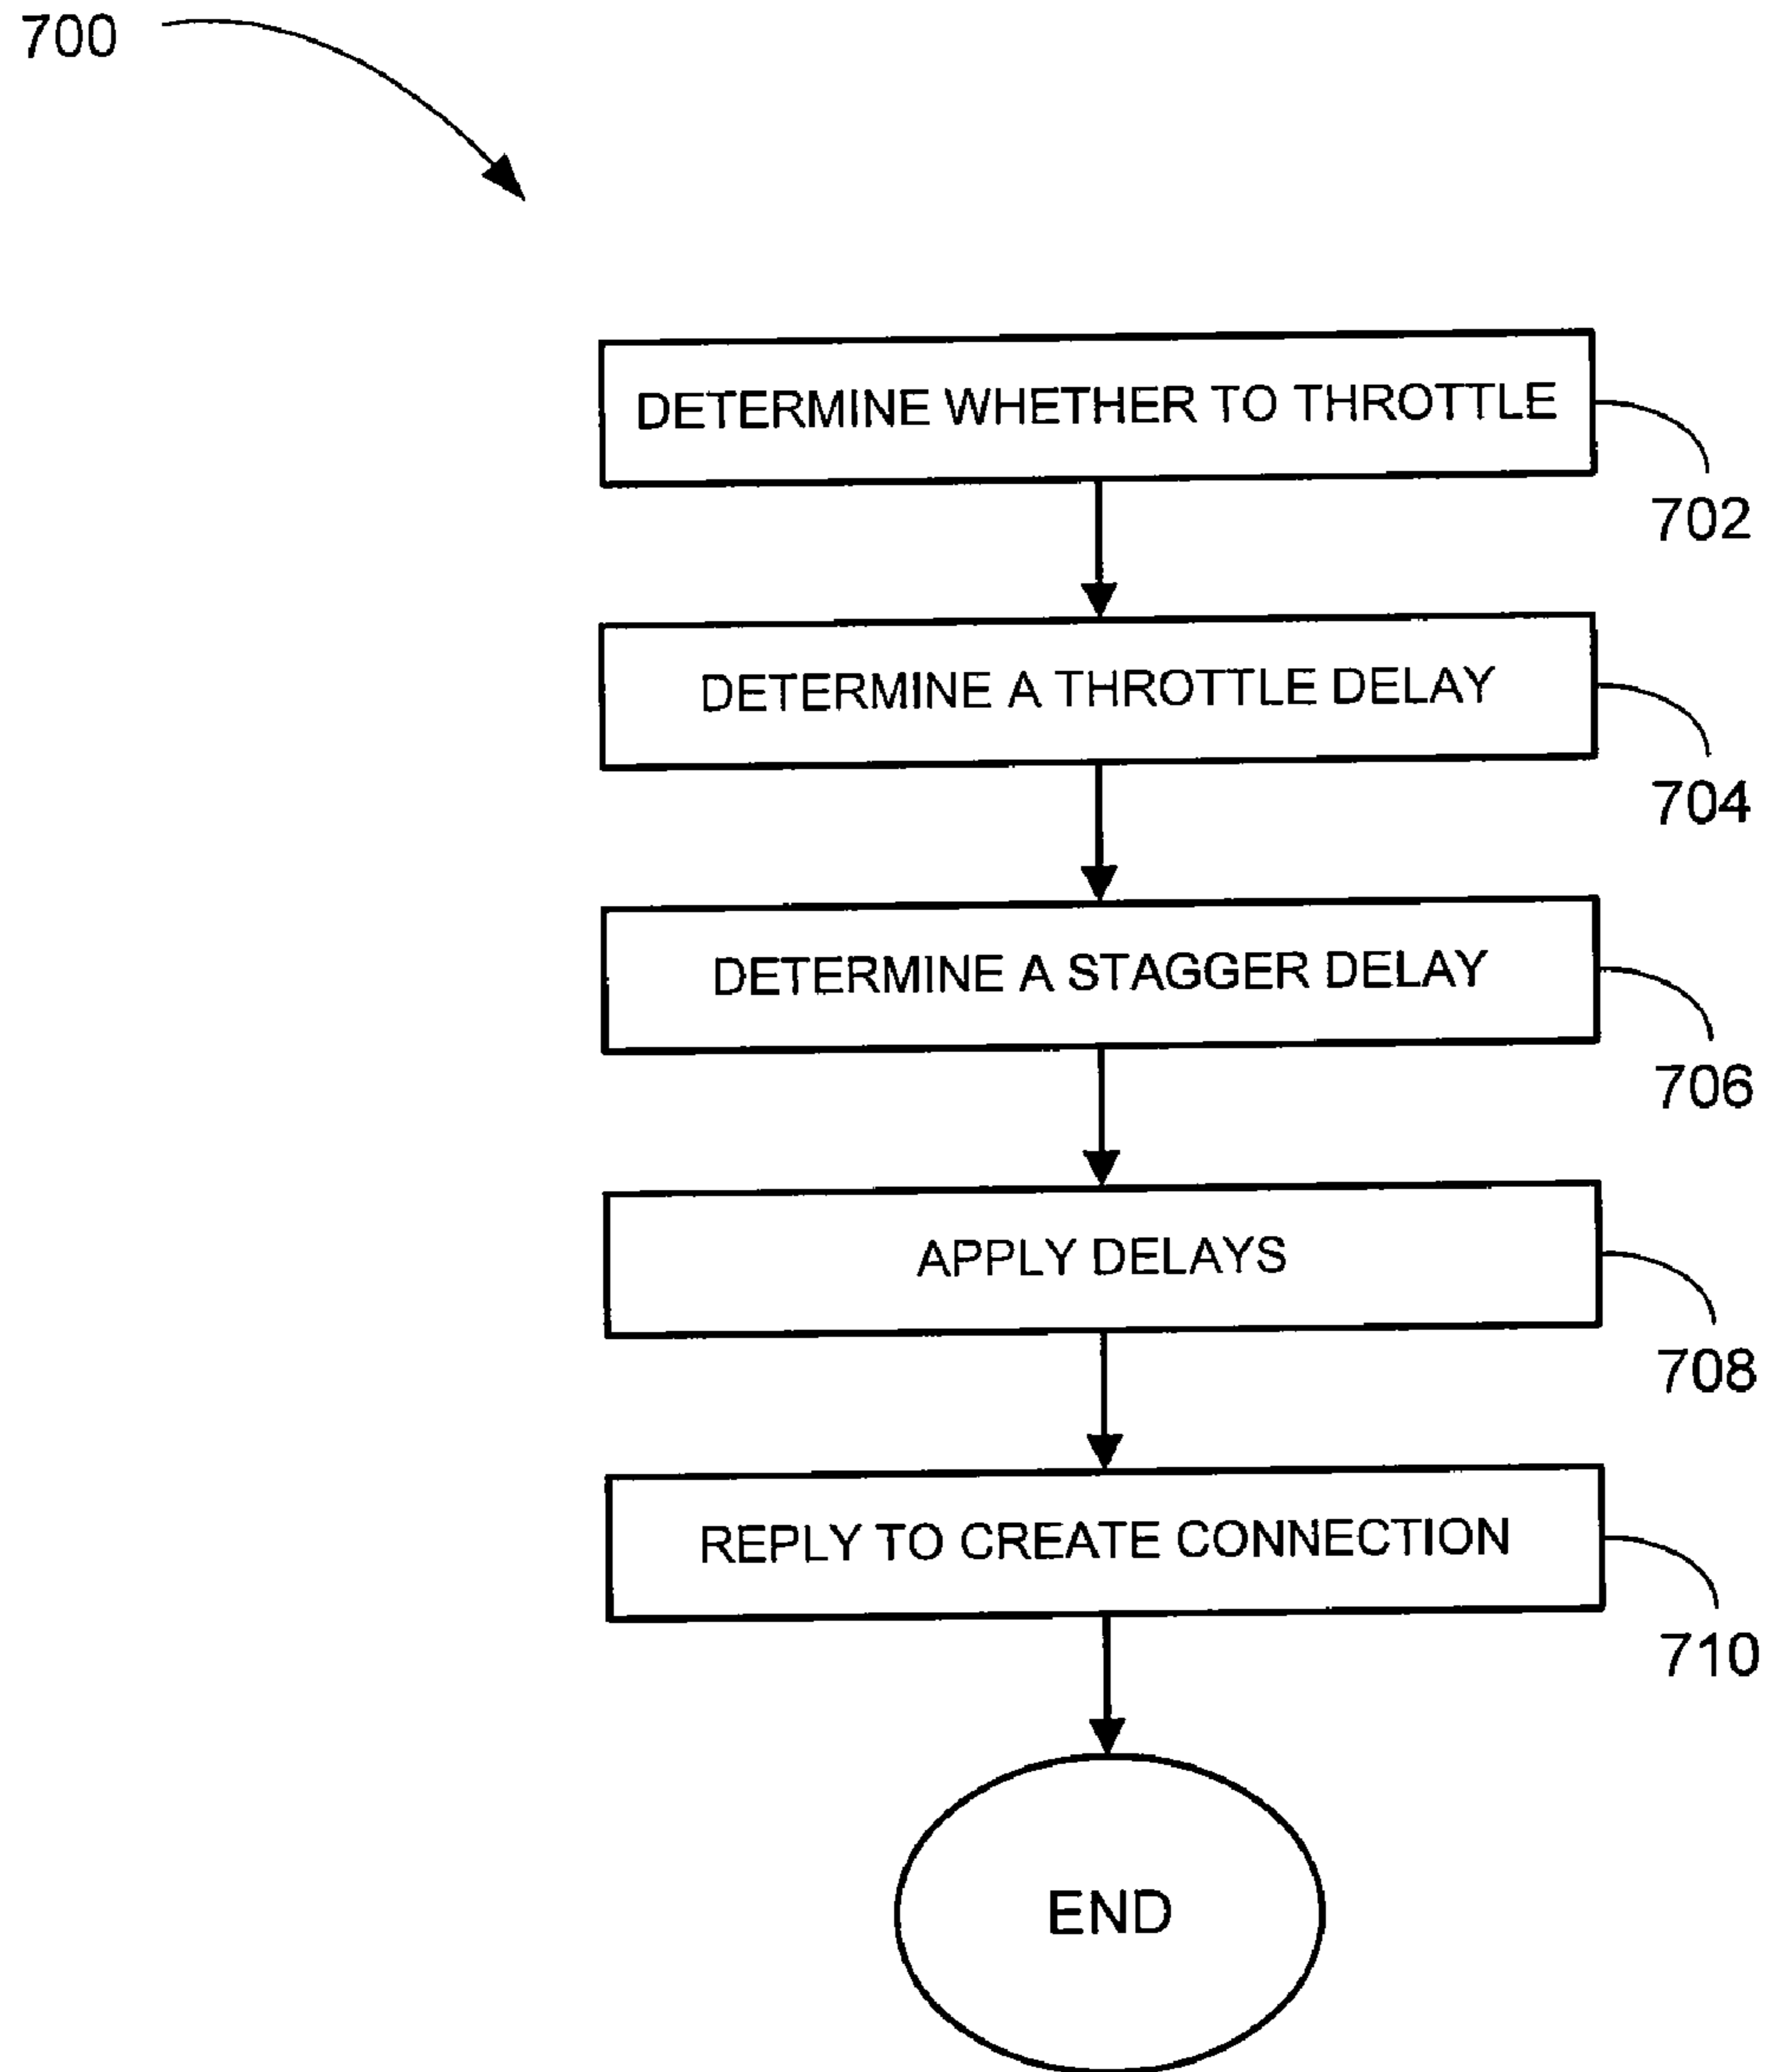 700
DETERMINE WHETHER TO THROTTLE
702
DETERMINE A THROTTLE DELAY
704
DETERMINE A STAGGER DELAY
706
APPLY DELAYS
708
REPLY TO CREATE CONNECTION
710
END